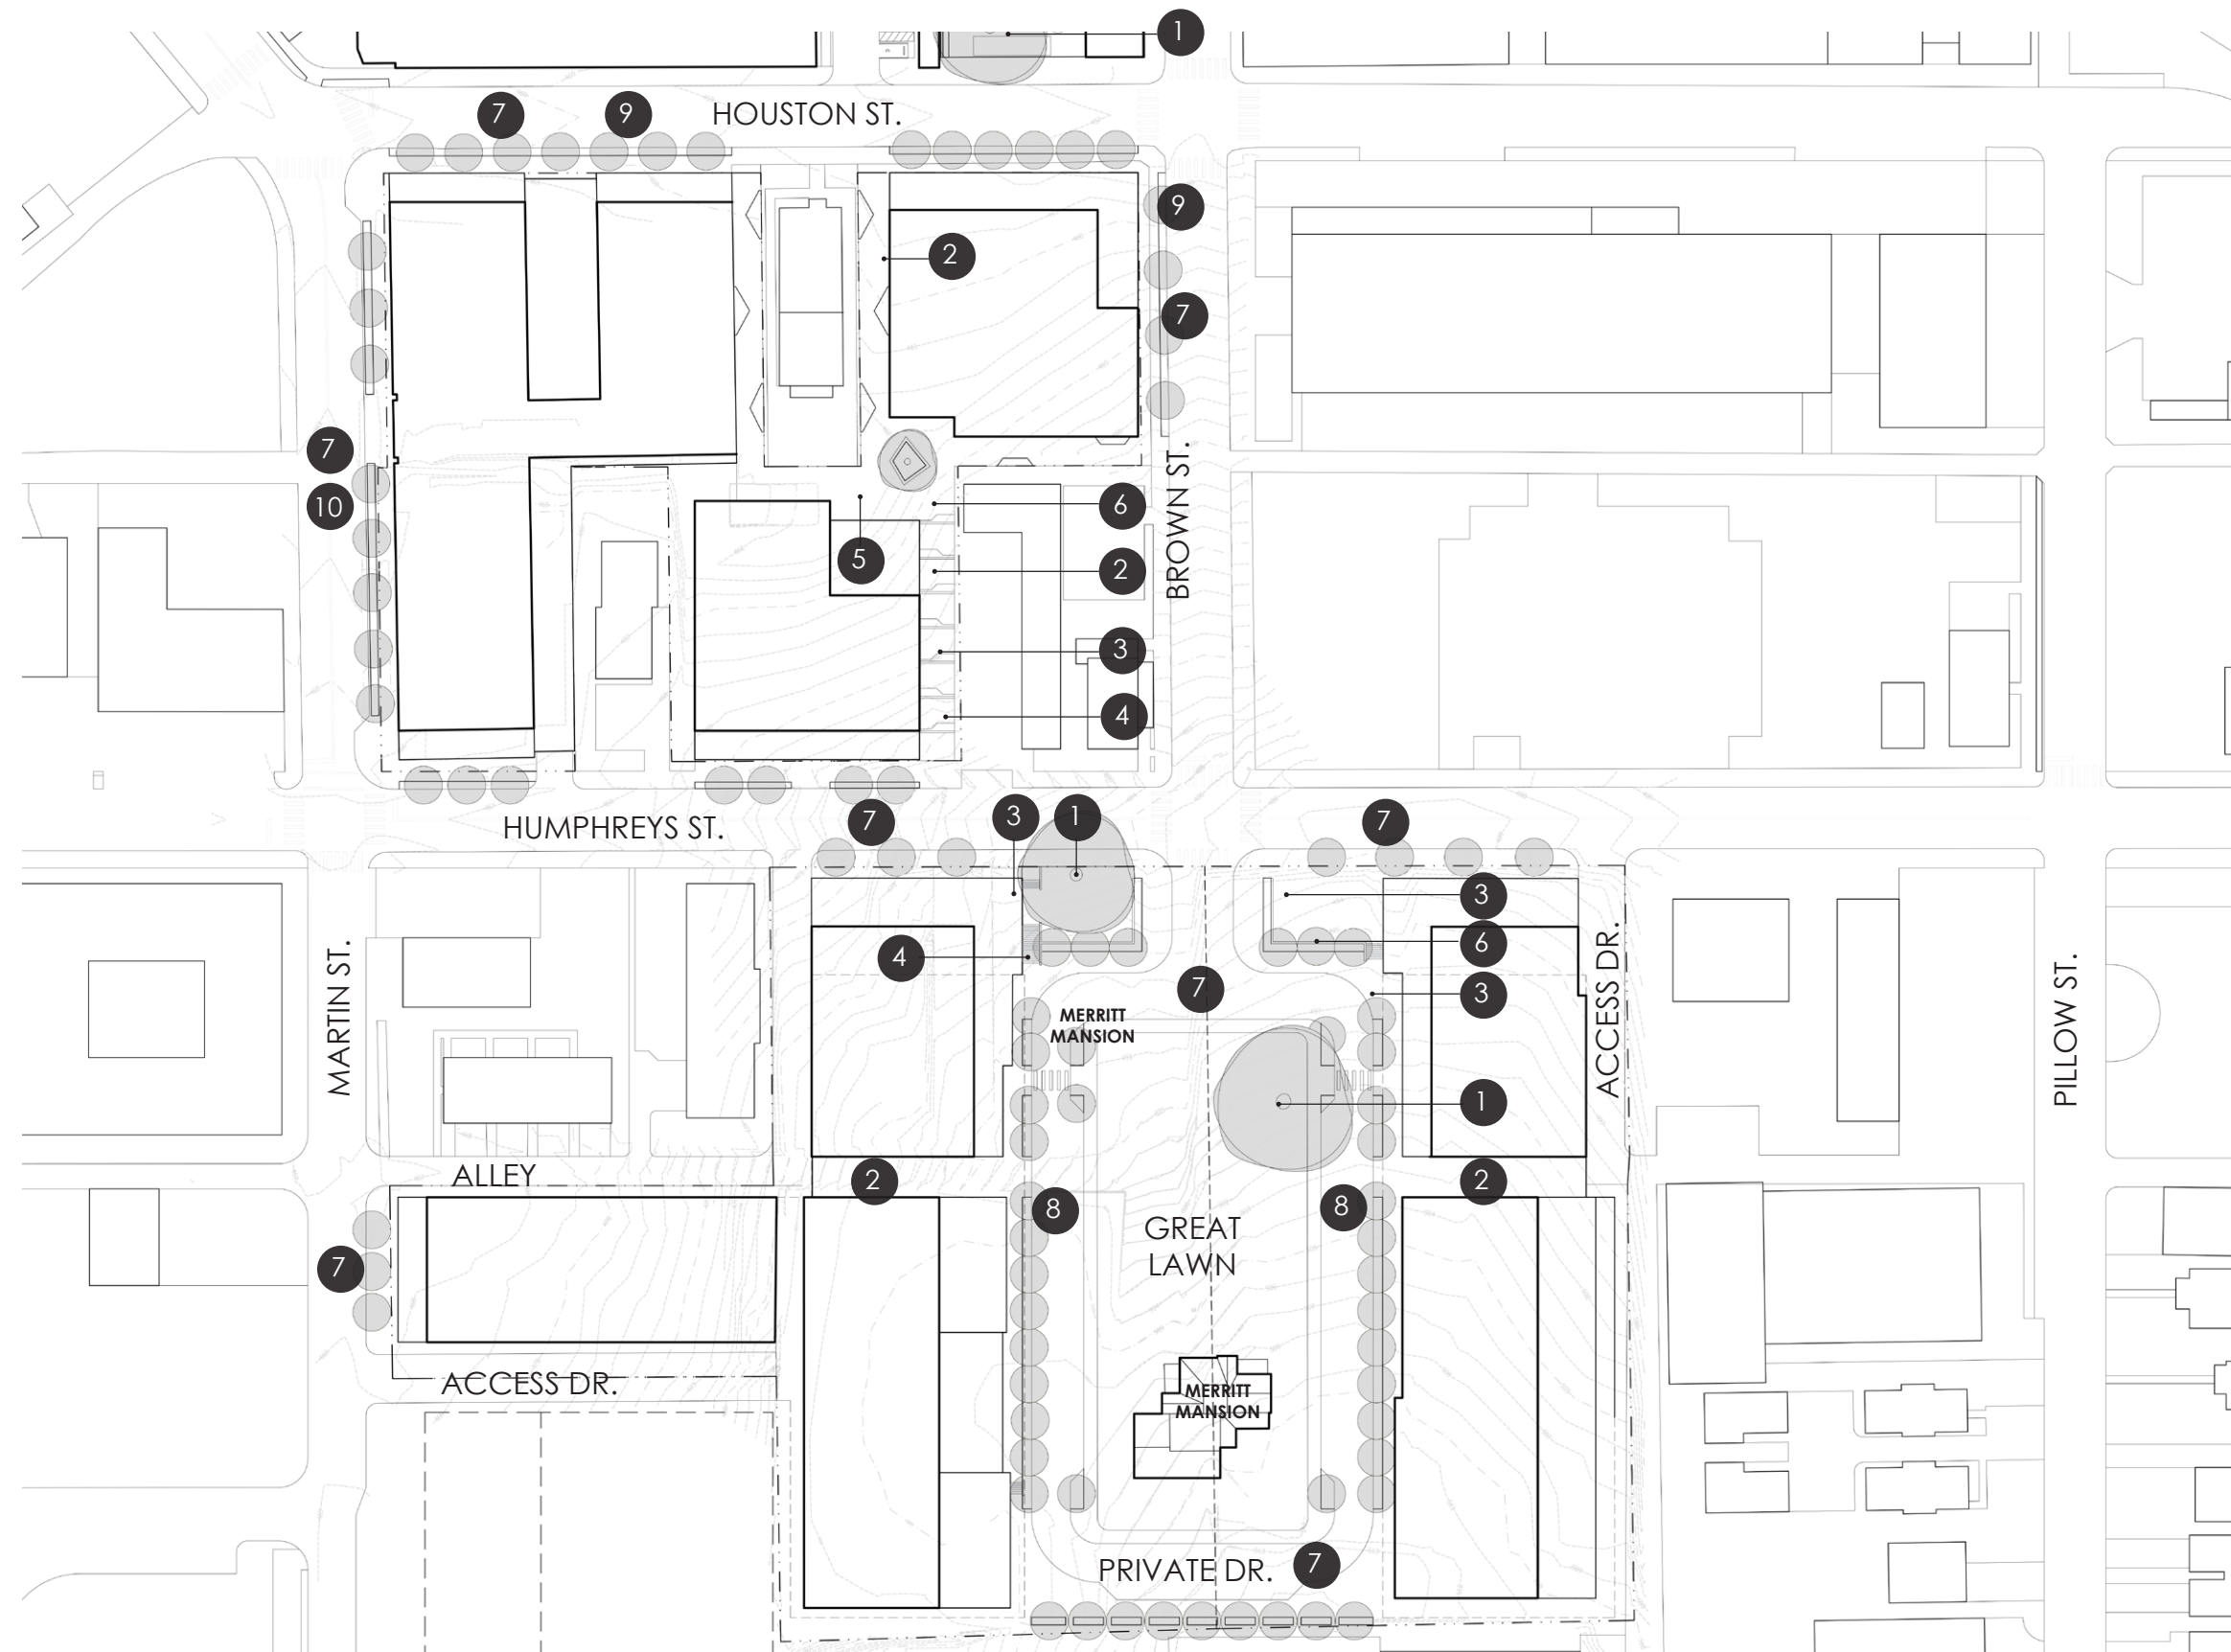 1
7
9
HOUSTON ST.
9
2
7
7
10
6
5
2
BROWN ST.
3
4
HUMPHREYS ST.
7
3
1
7
3
4
6
7
3
MERRITT
MANSION
MARTIN ST.
ACCESS DR.
PILLOW ST.
1
ALLEY
2
2
8
8
GREAT
LAWN
7
ACCESS DR.
MERRITT
MANSION
PRIVATE DR.
7